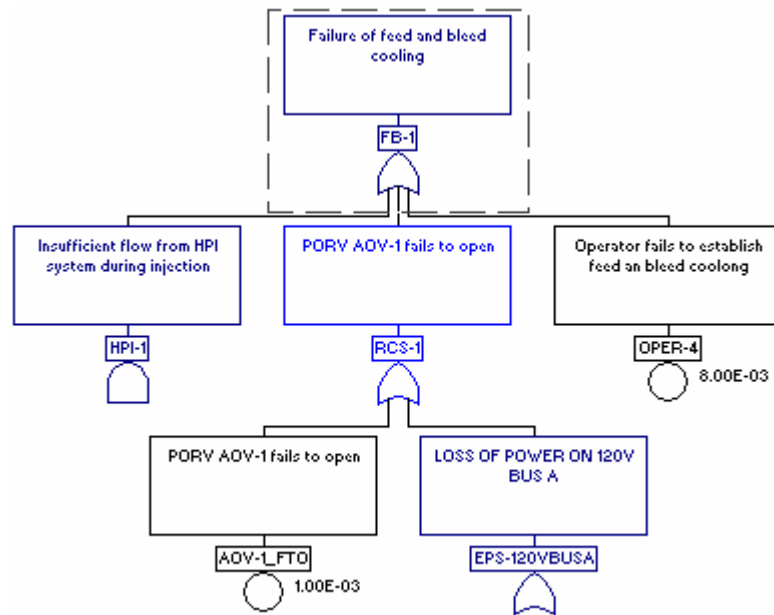 Failure of feed and bleed
cooling
FB-1
Insufficient flow from HPI
system during injection
HPI-1
PORV AOV-1 fails to open
RCS-1
Operator fails to establish
feed an bleed coolong
OPER-4
8.00E-03
PORV AOV-1 fails to open
AOV-1_FTO
1.00E-03
LOSS OF POWER ON 120V
BUS A
EPS-120VBUSA